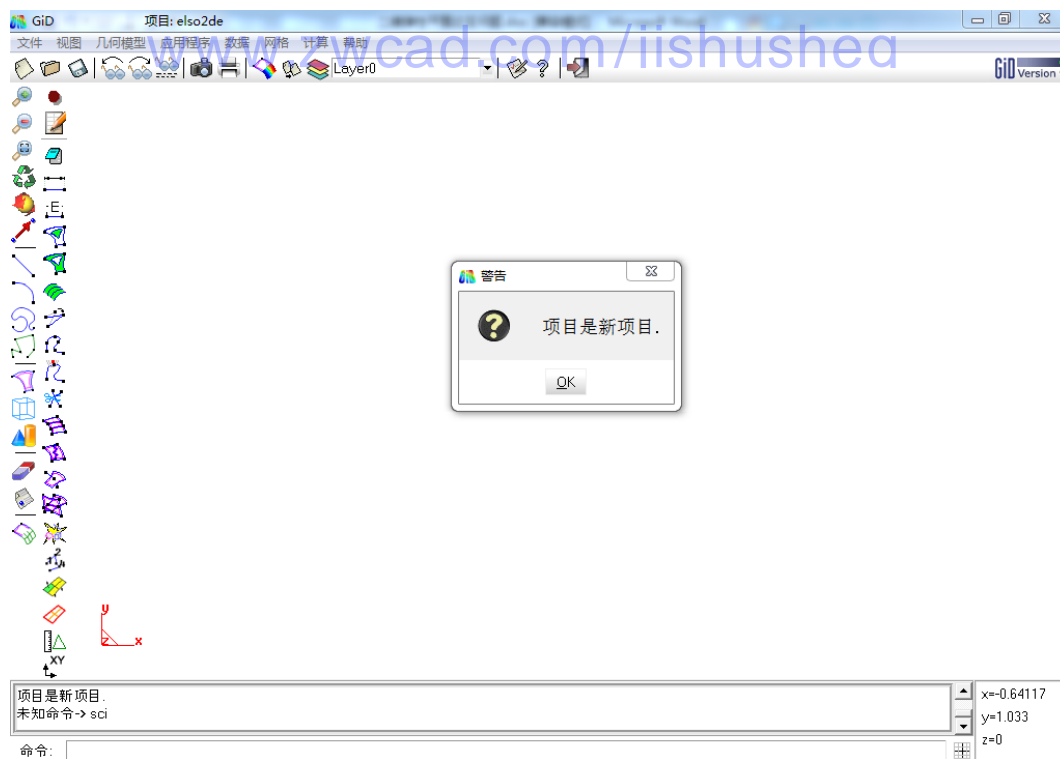 GiD 项目: elso2de
文件 视图 几何模型 应用程序 数据 网格 计算 帮助
www.zwcad.com/jishusheq
Layer0
GiD Version
警告
项目是新项目.
OK
E
2
XY
y
z x
项目是新项目.
未知命令-> sci
x=-0.64117
y=1.033
z=0
命令: